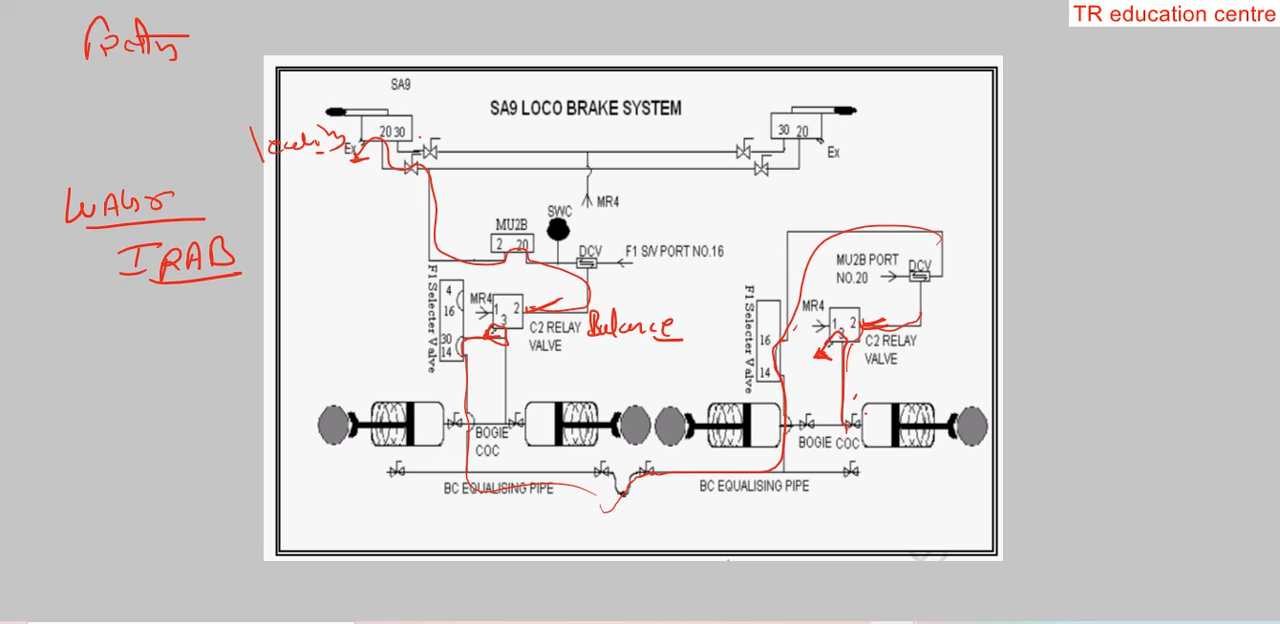 TR education centre
SA9
SA9 LOCO BRAKE SYSTEM
20 30
Ex
30 20
Ex
MR4
SWC
MU2B
2 20
DCV
F1 S/V PORT NO.16
MU2B PORT
NO.20
DCV
IRAB
F1 Selecter Valve
4
16
30
14
MR4
1 2
3
C2 RELAY
VALVE
Balance
F1 Selecter Valve
16
14
MR4
1 2
C2 RELAY
VALVE
BOGIE
COC
BOGIE COC
BC EQUALISING PIPE
BC EQUALISING PIPE